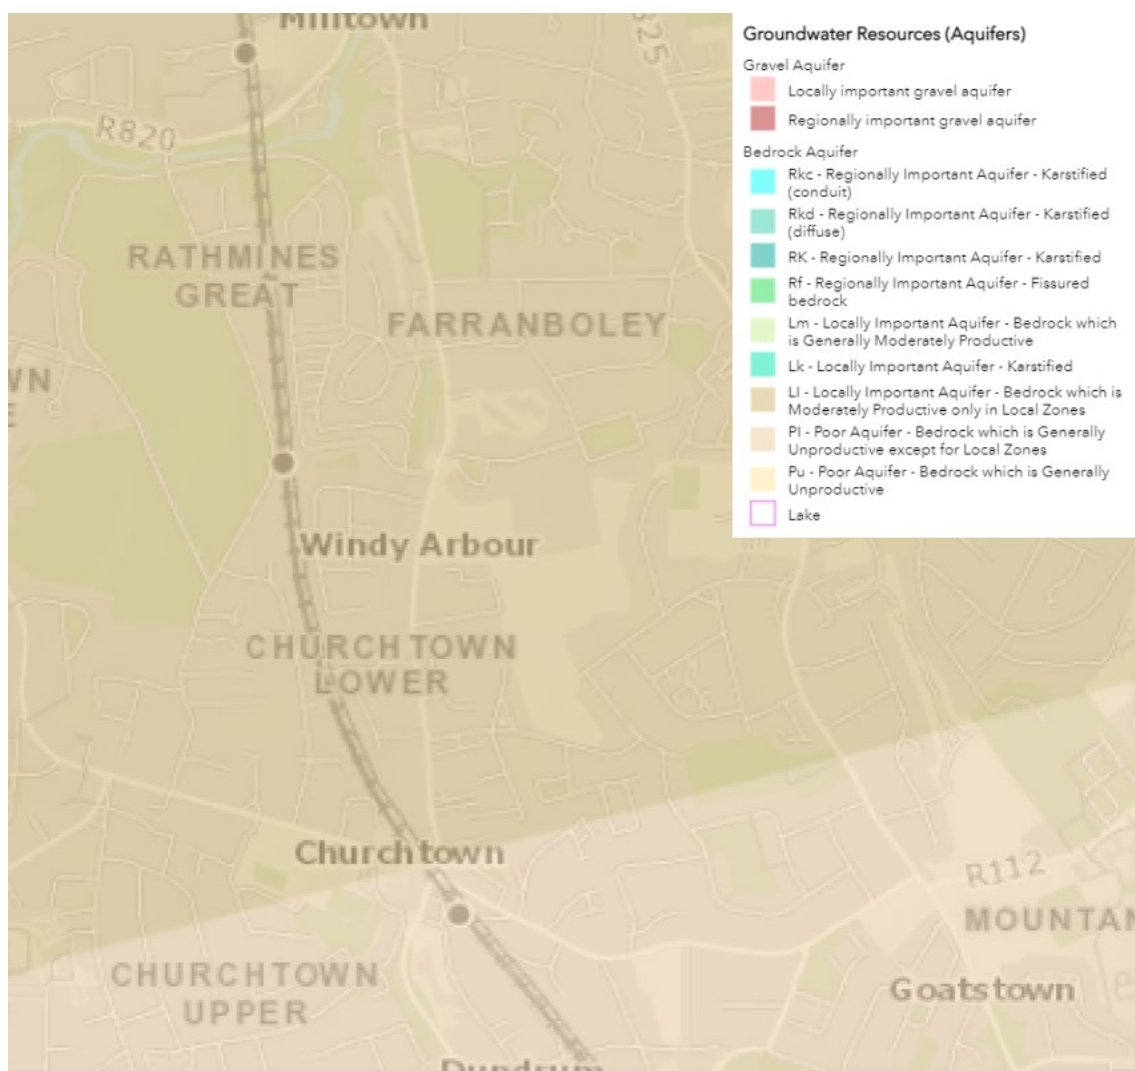 Milltown
R825
R820
RATHMINES
GREAT
FARRANBOLEY
WN
E
Windy Arbour
CHURCHTOWN
LOWER
Churchtown
R112
MOUNTAN
CHURCHTOWN
UPPER
Goatstown
e
Dundrum
Groundwater Resources (Aquifers)
Gravel Aquifer
Locally important gravel aquifer
Regionally important gravel aquifer
Bedrock Aquifer
Rkc - Regionally Important Aquifer - Karstified
(conduit)
Rkd - Regionally Important Aquifer - Karstified
(diffuse)
RK - Regionally Important Aquifer - Karstified
Rf - Regionally Important Aquifer - Fissured
bedrock
Lm - Locally Important Aquifer - Bedrock which
is Generally Moderately Productive
Lk - Locally Important Aquifer - Karstified
LI - Locally Important Aquifer - Bedrock which is
Moderately Productive only in Local Zones
PI - Poor Aquifer - Bedrock which is Generally
Unproductive except for Local Zones
Pu - Poor Aquifer - Bedrock which is Generally
Unproductive
Lake